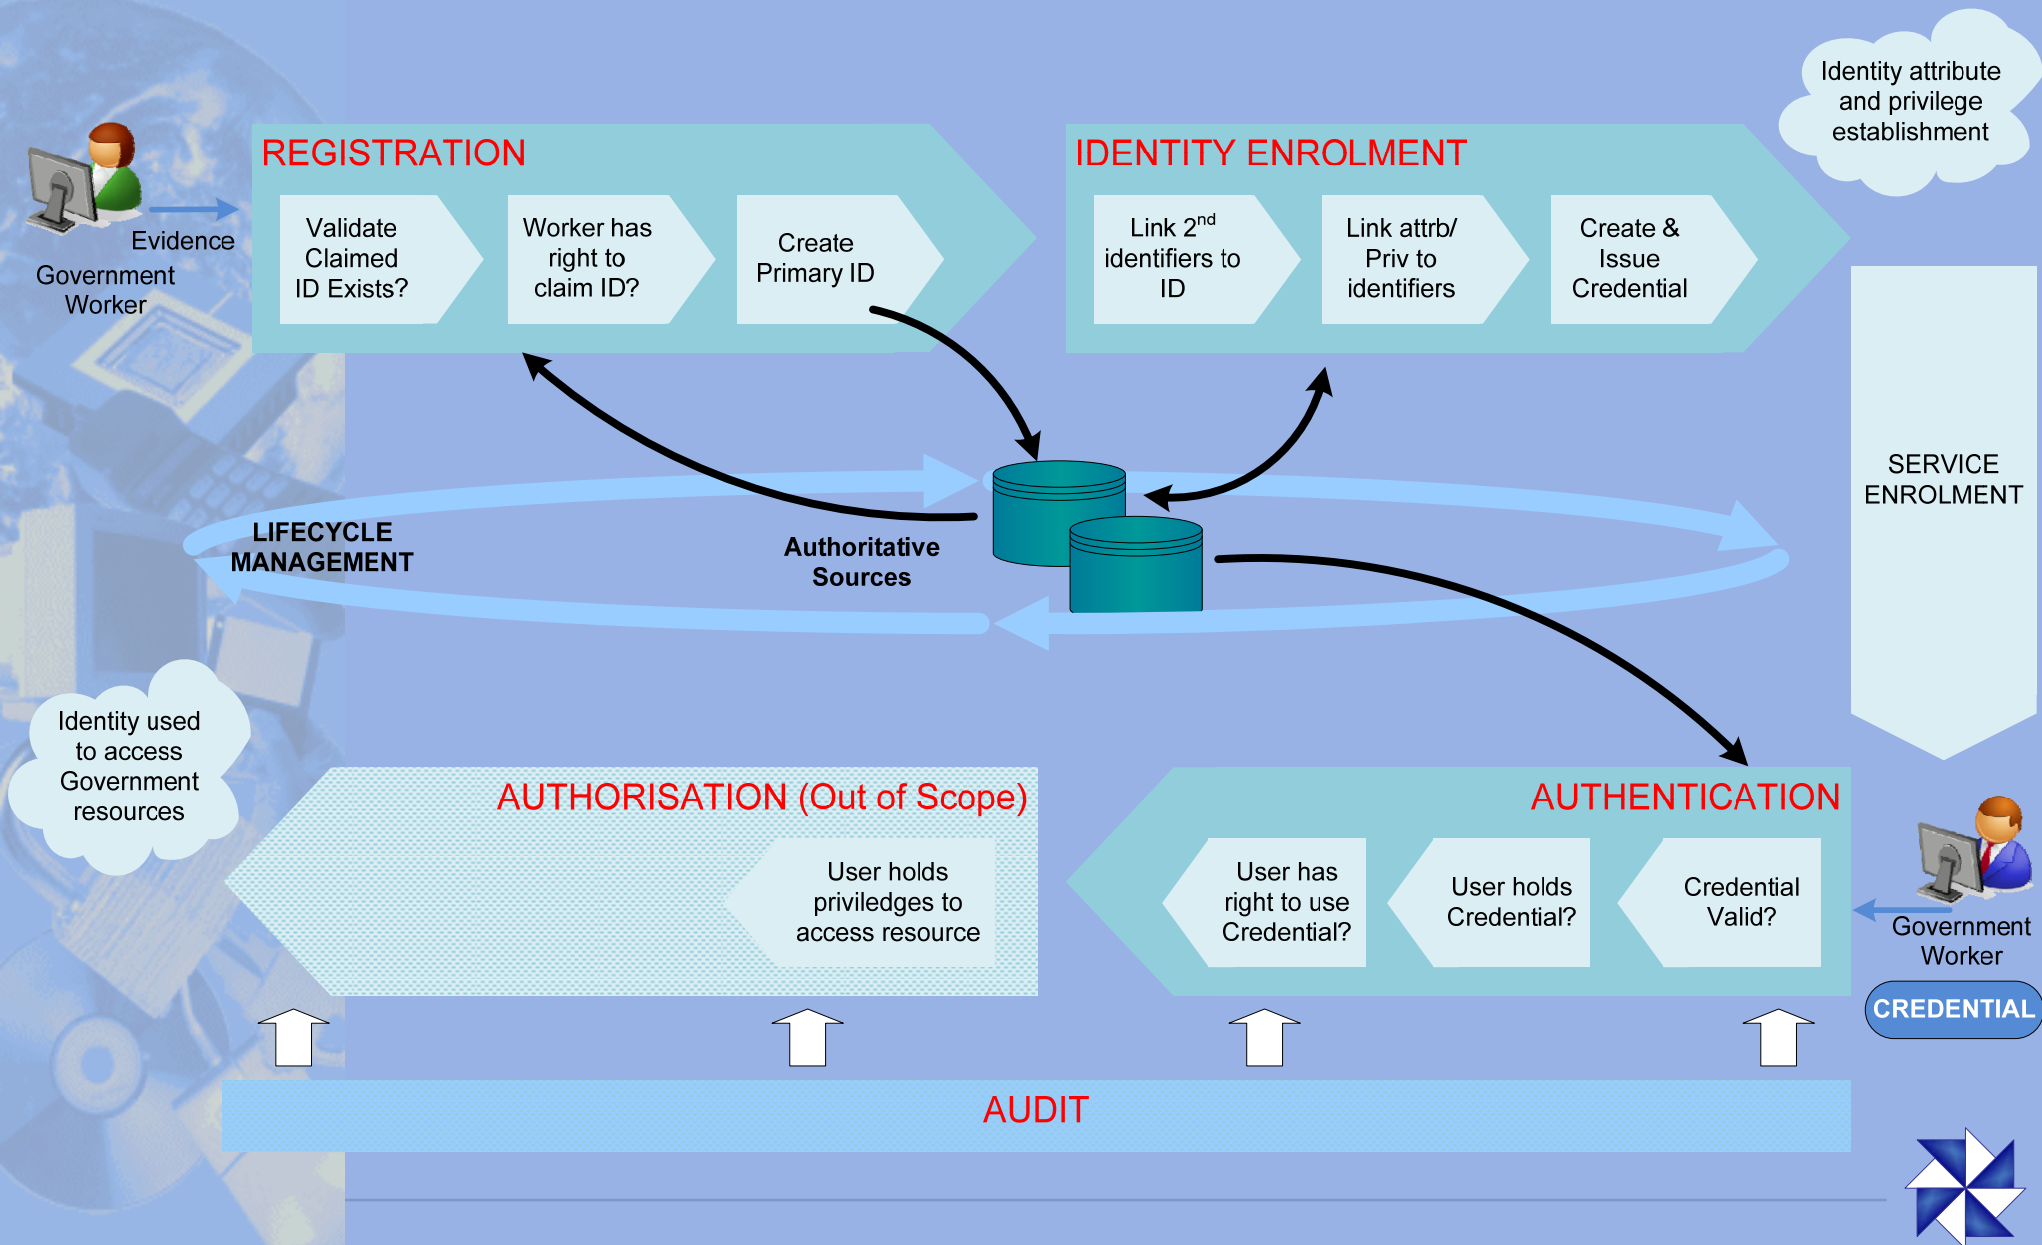 Identity attribute
and privilege
establishment
REGISTRATION
IDENTITY ENROLMENT
Evidence
Government
Worker
Validate
Claimed
ID Exists?
Worker has
right to
claim ID?
Create
Primary ID
Link 2nd
identifiers to
ID
Link attrb/
Priv to
identifiers
Create &
Issue
Credential
SERVICE
ENROLMENT
LIFECYCLE
MANAGEMENT
Authoritative
Sources
Identity used
to access
Government
resources
AUTHORISATION (Out of Scope)
User holds
priviledges to
access resource
AUTHENTICATION
User has
right to use
Credential?
User holds
Credential?
Credential
Valid?
Government
Worker
CREDENTIAL
AUDIT